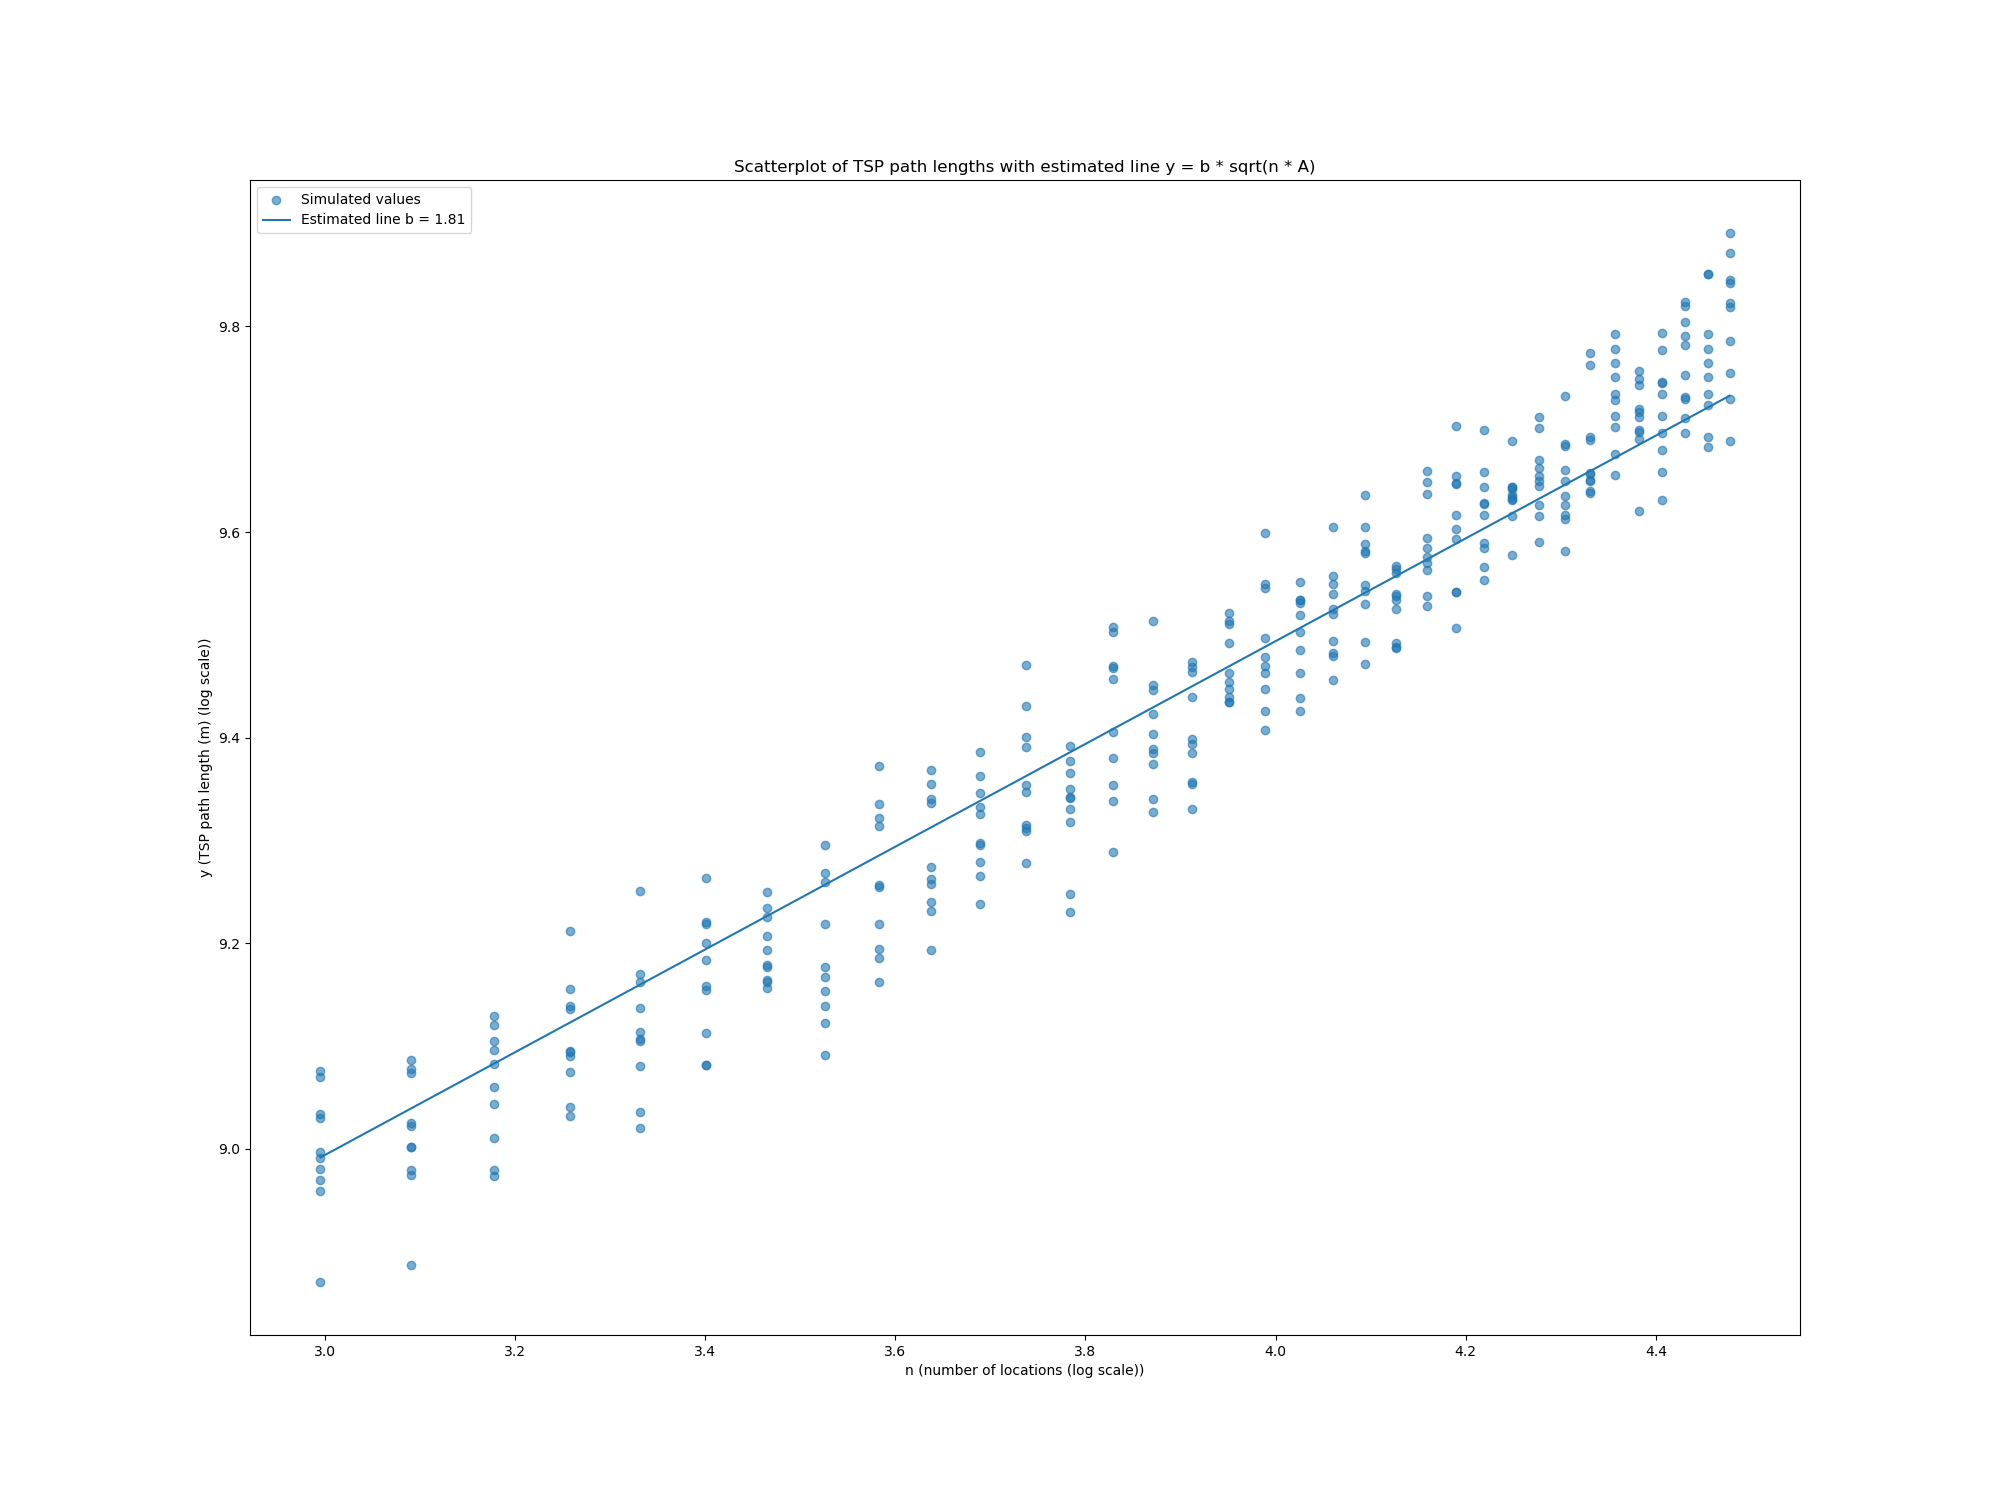 Scatterplot of TSP path lengths with estimated line y = b * sqrt(n * A)
Simulated values
Estimated line b = 1.81
9.8
9.6
9.4
9.2
9.0
y (TSP path length (m) (log scale))
3.0 3.2 3.4 3.6 3.8 4.0 4.2 4.4
n (number of locations (log scale))